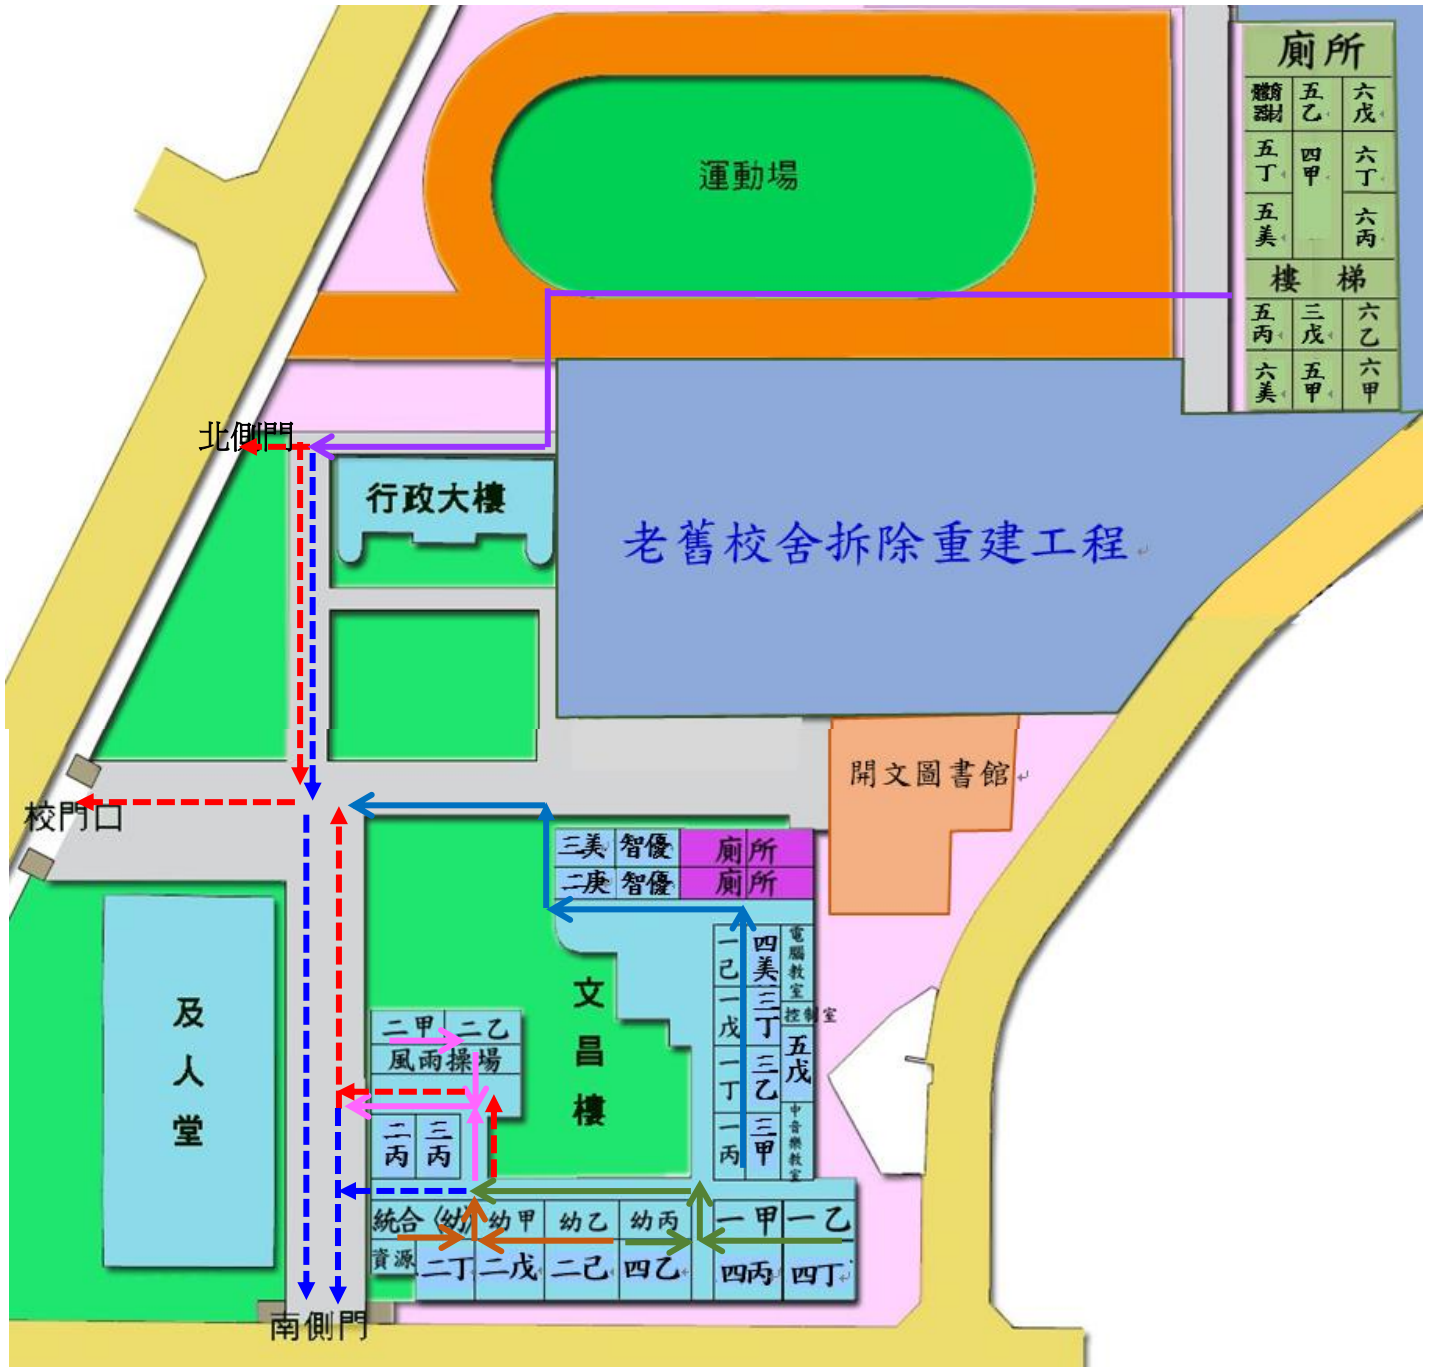 廁所
體育器材 五乙 六戊
運動場
五丁 四甲 六丁
五美 六丙
樓梯
五丙 三戊 六乙
六美 五甲 六甲
北側門
行政大樓
老舊校舍拆除重建工程
開文圖書館
校門口
三美 智優 廁所
二庚 智優 廁所
一己 四美 電腦教室
一戊 三丁 控制室
一丁 三乙 五戊
一丙 三甲 中音樂教室
文昌樓
及人堂
二甲 二乙
風雨操場
二丙 三丙
統合(幼) 幼甲 幼乙 幼丙 一甲 一乙
資源 二丁 二戊 二己 四乙 四丙 四丁
南側門